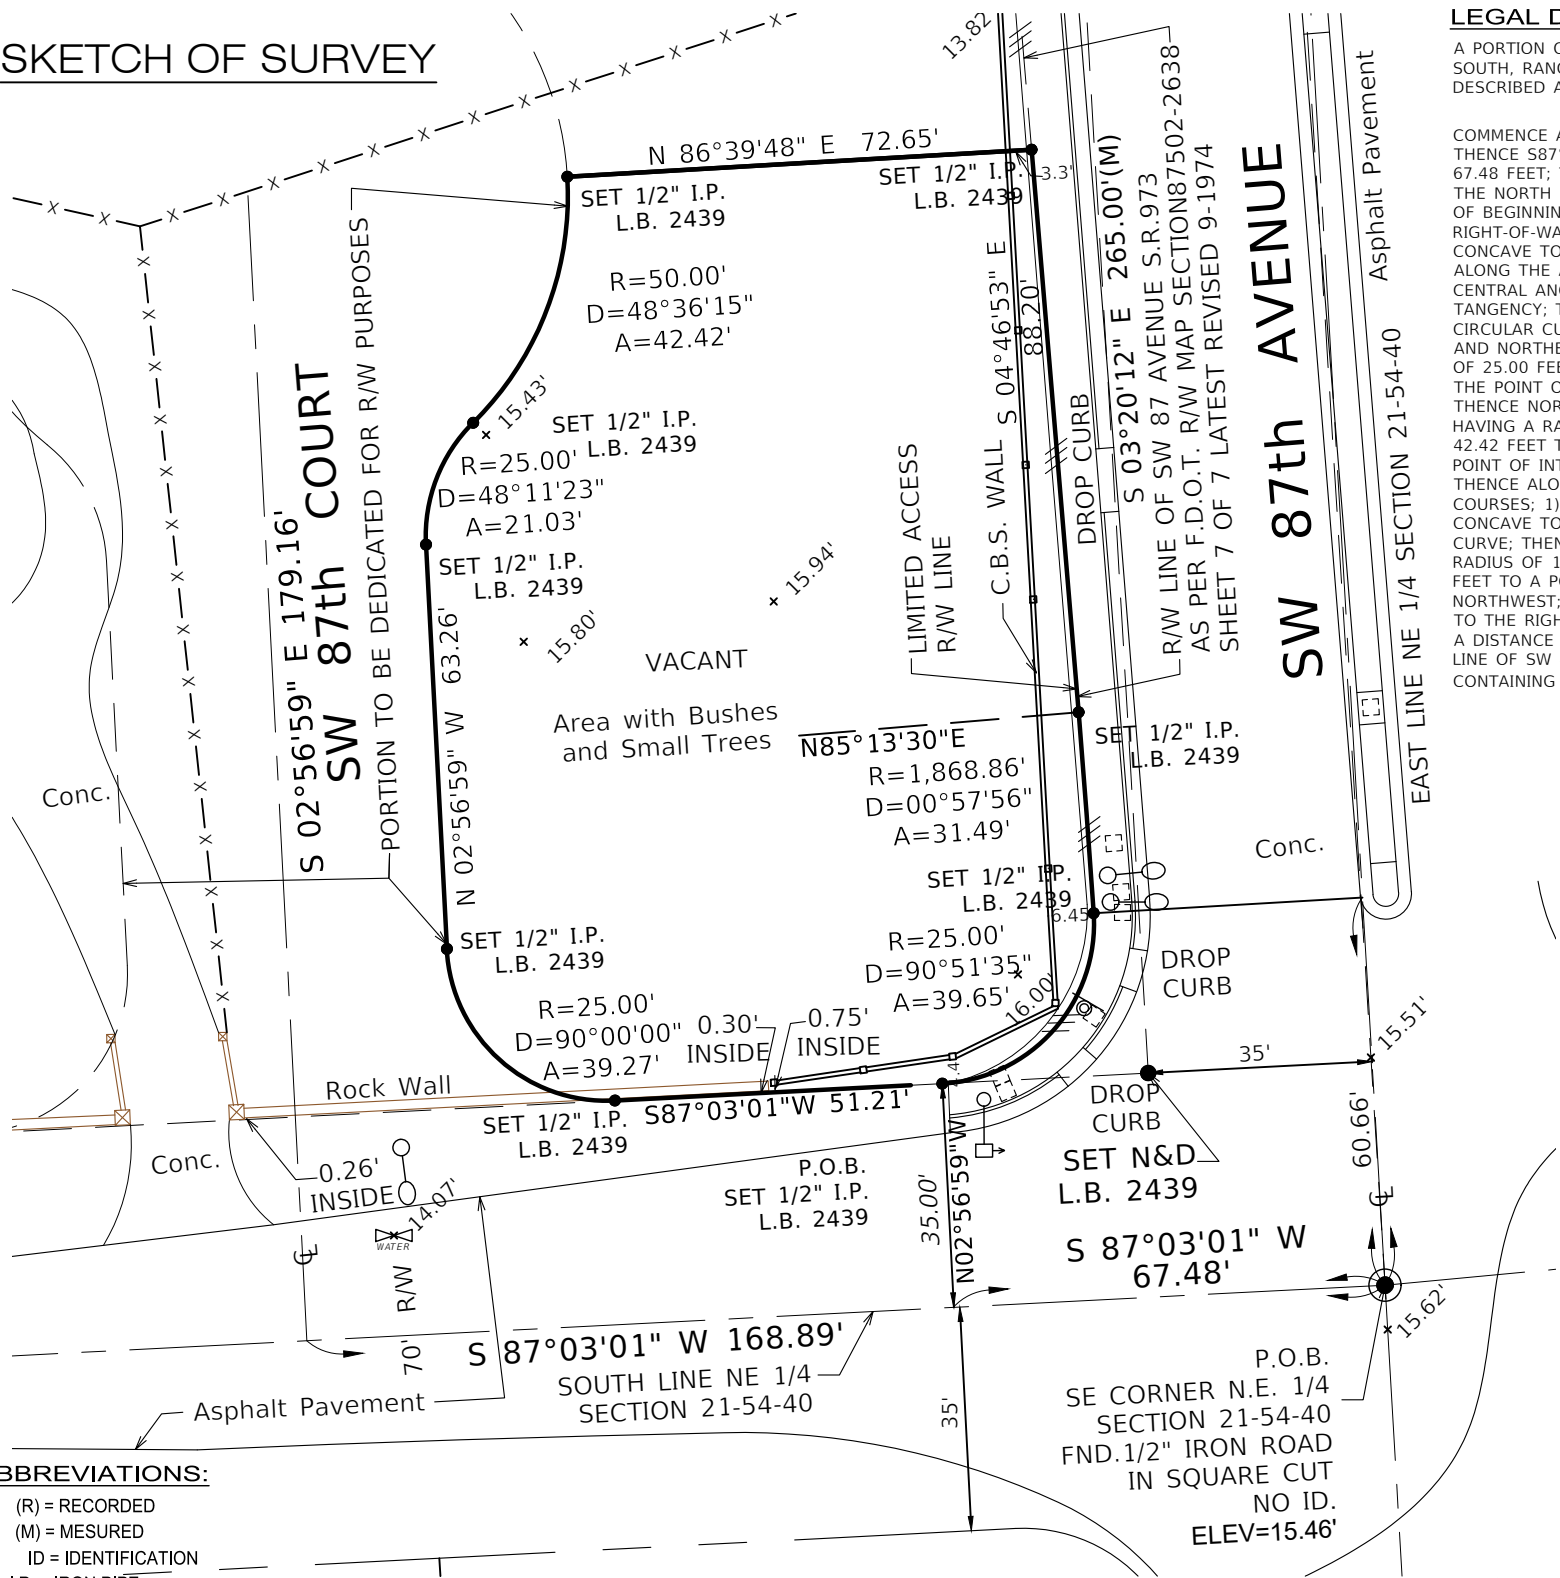 SKETCH OF SURVEY
LEGAL D
A PORTION O
SOUTH, RANG
DESCRIBED A
COMMENCE A
THENCE S87°
67.48 FEET; T
THE NORTH
OF BEGINNIN
RIGHT-OF-WA
CONCAVE TO
ALONG THE A
CENTRAL ANG
TANGENCY; T
CIRCULAR CU
AND NORTHE
OF 25.00 FEE
THE POINT O
THENCE NOR
HAVING A RA
42.42 FEET T
POINT OF INT
THENCE ALO
COURSES; 1)
CONCAVE TO
CURVE; THEN
RADIUS OF 1
FEET TO A PO
NORTHWEST;
TO THE RIGH
A DISTANCE
LINE OF SW
CONTAINING
13.82
N 86°39'48" E 72.65'
SET 1/2" I.P.
L.B. 2439
SET 1/2" I.P.
L.B. 2439
3.3'
R=50.00'
D=48°36'15"
A=42.42'
15.43'
SET 1/2" I.P.
L.B. 2439
R=25.00'
D=48°11'23"
A=21.03'
SET 1/2" I.P.
L.B. 2439
15.80'
15.94'
VACANT
Area with Bushes
and Small Trees
N85°13'30"E
R=1,868.86'
D=00°57'56"
A=31.49'
SET 1/2" I.P.
L.B. 2439
SET 1/2" I.P.
L.B. 2439
6.45'
R=25.00'
D=90°51'35"
A=39.65'
16.00'
SET 1/2" I.P.
L.B. 2439
R=25.00'
D=90°00'00"
A=39.27'
0.30'
INSIDE
0.75'
INSIDE
S 02°56'59" E 179.16'
SW 87th COURT
PORTION TO BE DEDICATED FOR R/W PURPOSES
N 02°56'59" W 63.26'
LIMITED ACCESS
R/W LINE
C.B.S. WALL
S 04°46'53" E
88.20'
DROP CURB
S 03°20'12" E 265.00'(M)
R/W LINE OF SW 87 AVENUE S.R.973
AS PER F.D.O.T. R/W MAP SECTION87502-2638
SHEET 7 OF 7 LATEST REVISED 9-1974
SW 87th AVENUE
Asphalt Pavement
EAST LINE NE 1/4 SECTION 21-54-40
Conc.
Conc.
DROP
CURB
15.51'
35'
60.66'
Rock Wall
SET 1/2" I.P.
L.B. 2439
S87°03'01"W 51.21'
DROP
CURB
SET N&D
L.B. 2439
Conc.
0.26'
INSIDE
14.07'
WATER
P.O.B.
SET 1/2" I.P.
L.B. 2439
35.00'
N02°56'59"W
S 87°03'01" W
67.48'
15.62'
70' R/W
S 87°03'01" W 168.89'
SOUTH LINE NE 1/4
SECTION 21-54-40
Asphalt Pavement
35'
P.O.B.
SE CORNER N.E. 1/4
SECTION 21-54-40
FND.1/2" IRON ROAD
IN SQUARE CUT
NO ID.
ELEV=15.46'
BBREVIATIONS:
(R) = RECORDED
(M) = MESURED
ID = IDENTIFICATION